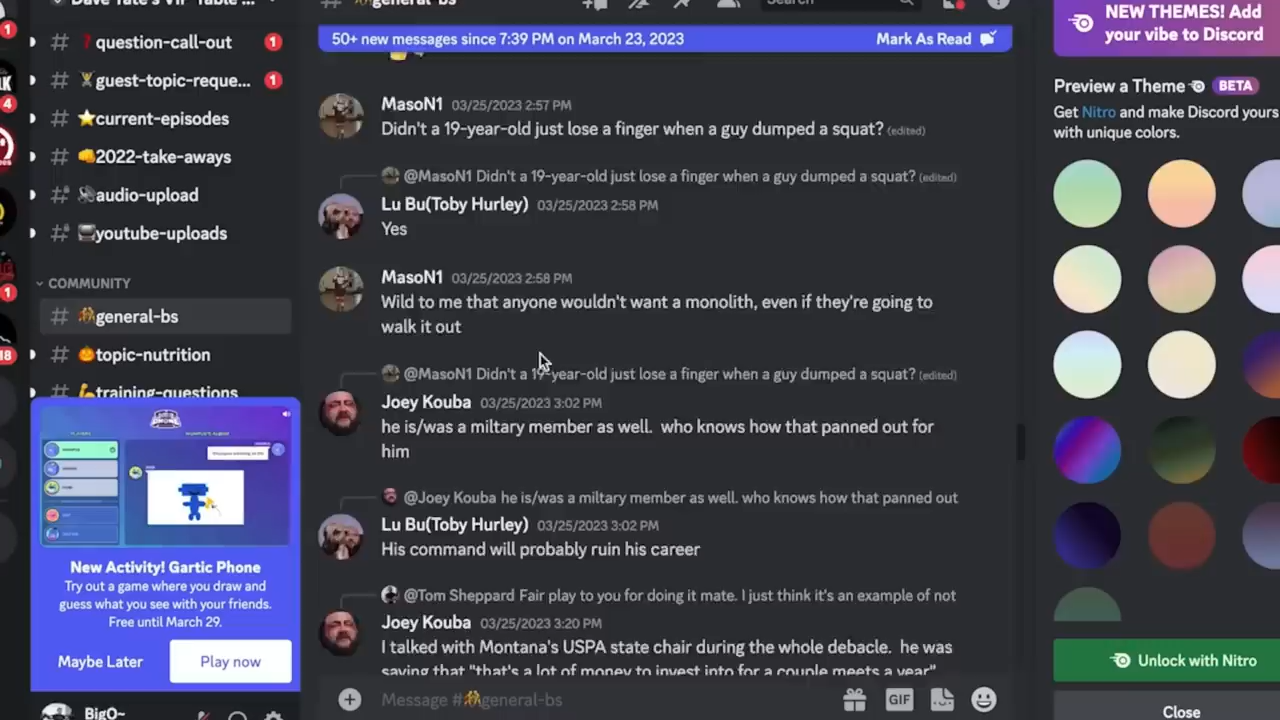 Dave Tate's VIP Table ...
question-call-out
1
guest-topic-reque...
1
current-episodes
2022-take-aways
audio-upload
youtube-uploads
COMMUNITY
general-bs
topic-nutrition
training-questions
New Activity! Gartic Phone
Try out a game where you draw and
guess what you see with your friends.
Free until March 29.
Maybe Later
Play now
BigO~
general-bs
Search
50+ new messages since 7:39 PM on March 23, 2023
Mark As Read
MasoN1 03/25/2023 2:57 PM
Didn't a 19-year-old just lose a finger when a guy dumped a squat? (edited)
@MasoN1 Didn't a 19-year-old just lose a finger when a guy dumped a squat? (edited)
Lu Bu(Toby Hurley) 03/25/2023 2:58 PM
Yes
MasoN1 03/25/2023 2:58 PM
Wild to me that anyone wouldn't want a monolith, even if they're going to
walk it out
@MasoN1 Didn't a 19-year-old just lose a finger when a guy dumped a squat? (edited)
Joey Kouba 03/25/2023 3:02 PM
he is/was a miltary member as well. who knows how that panned out for
him
@Joey Kouba he is/was a miltary member as well. who knows how that panned out
Lu Bu(Toby Hurley) 03/25/2023 3:02 PM
His command will probably ruin his career
@Tom Sheppard Fair play to you for doing it mate. I just think it's an example of not
Joey Kouba 03/25/2023 3:20 PM
I talked with Montana's USPA state chair during the whole debacle. he was
saying that "that's a lot of money to invest into for a couple meets a year"
Message # general-bs
GIF
NEW THEMES! Add
your vibe to Discord
Preview a Theme BETA
Get Nitro and make Discord yours
with unique colors.
Unlock with Nitro
Close